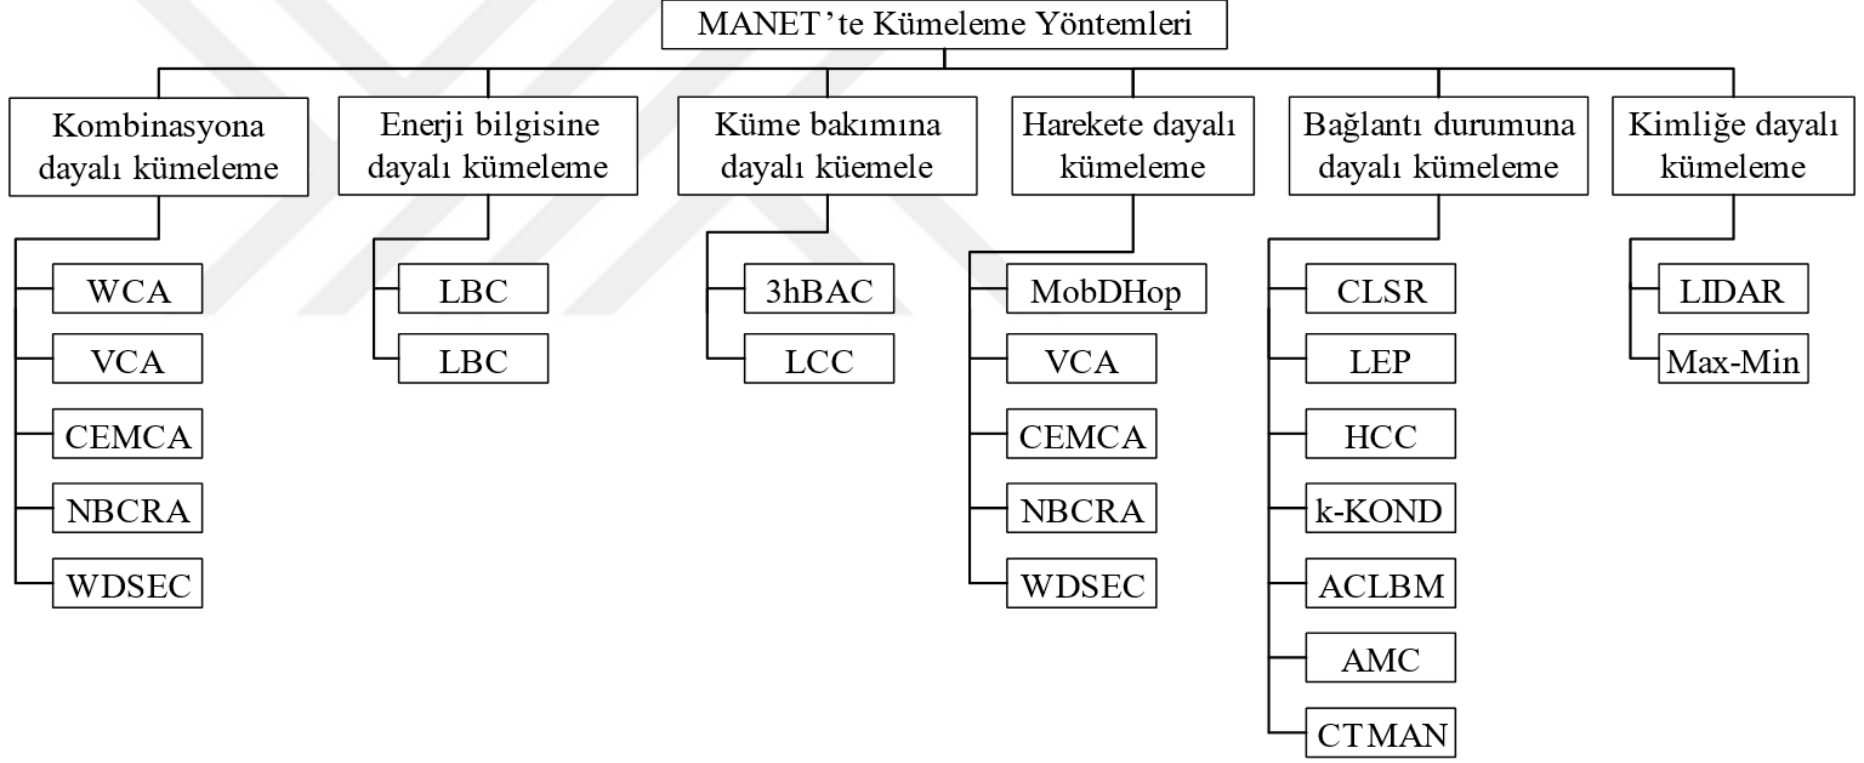 MANET’te Kümeleme Yöntemleri
Kombinasyona
dayalı kümeleme
WCA
VCA
CEMCA
NBCRA
WDSEC
Enerji bilgisine
dayalı kümeleme
LBC
LBC
Küme bakımına
dayalı küemele
3hBAC
LCC
Harekete dayalı
kümeleme
MobDHop
VCA
CEMCA
NBCRA
WDSEC
Bağlantı durumuna
dayalı kümeleme
CLSR
LEP
HCC
k-KOND
ACLBM
AMC
CTMAN
Kimliğe dayalı
kümeleme
LIDAR
Max-Min